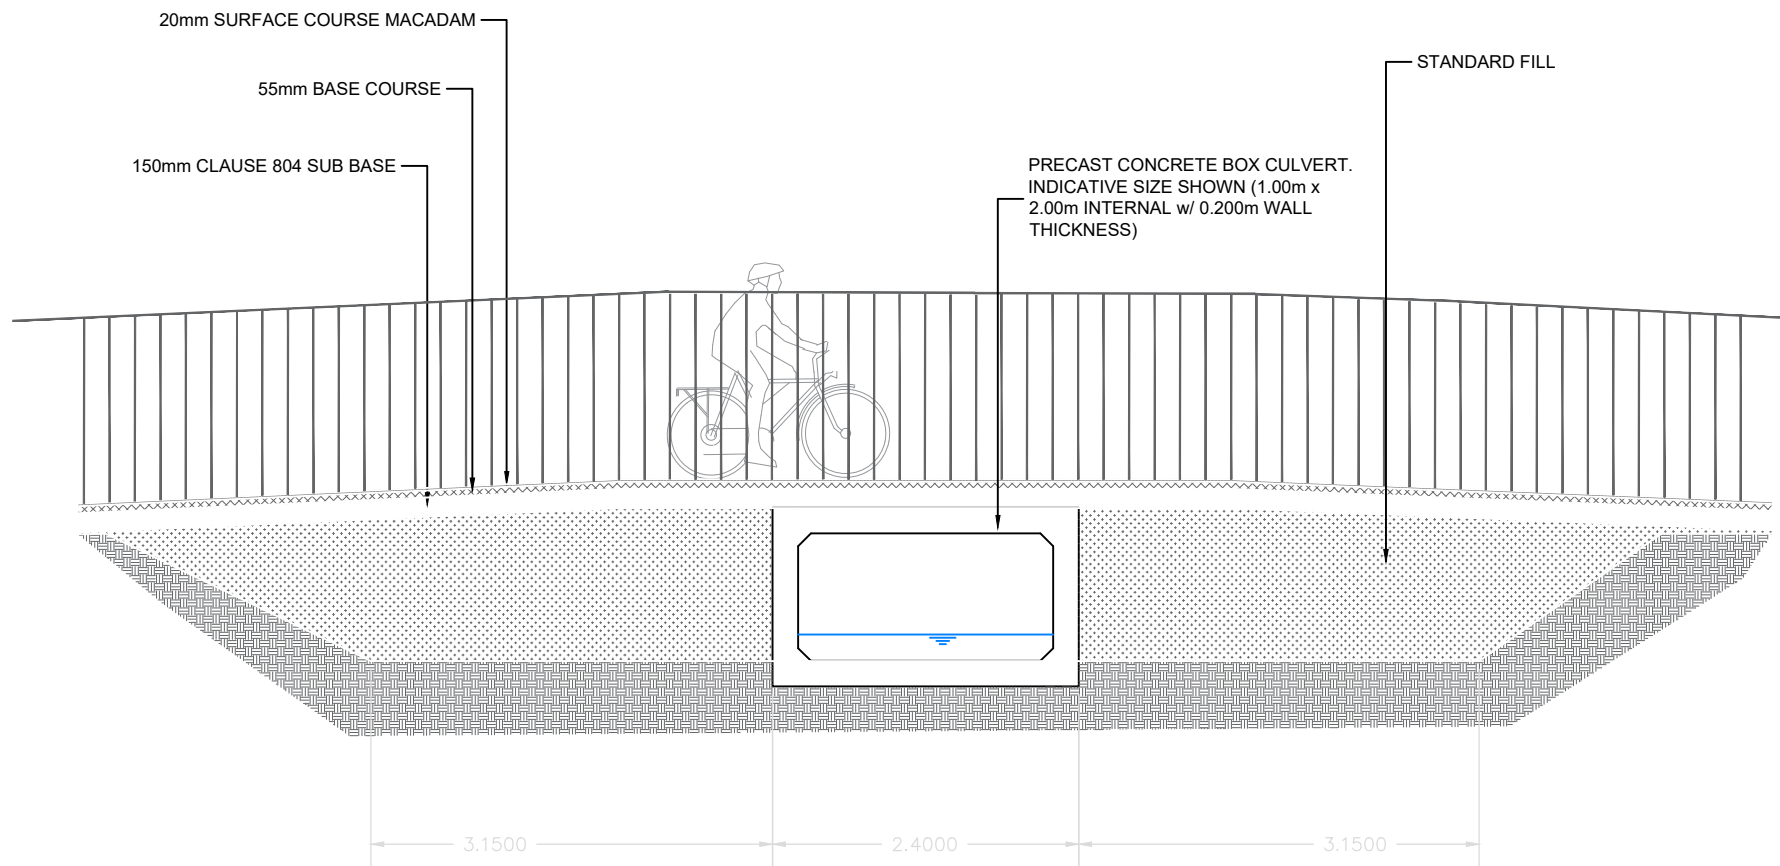 20mm SURFACE COURSE MACADAM
STANDARD FILL
55mm BASE COURSE
150mm CLAUSE 804 SUB BASE
PRECAST CONCRETE BOX CULVERT.
INDICATIVE SIZE SHOWN (1.00m x
2.00m INTERNAL w/ 0.200m WALL
THICKNESS)
3.1500
2.4000
3.1500